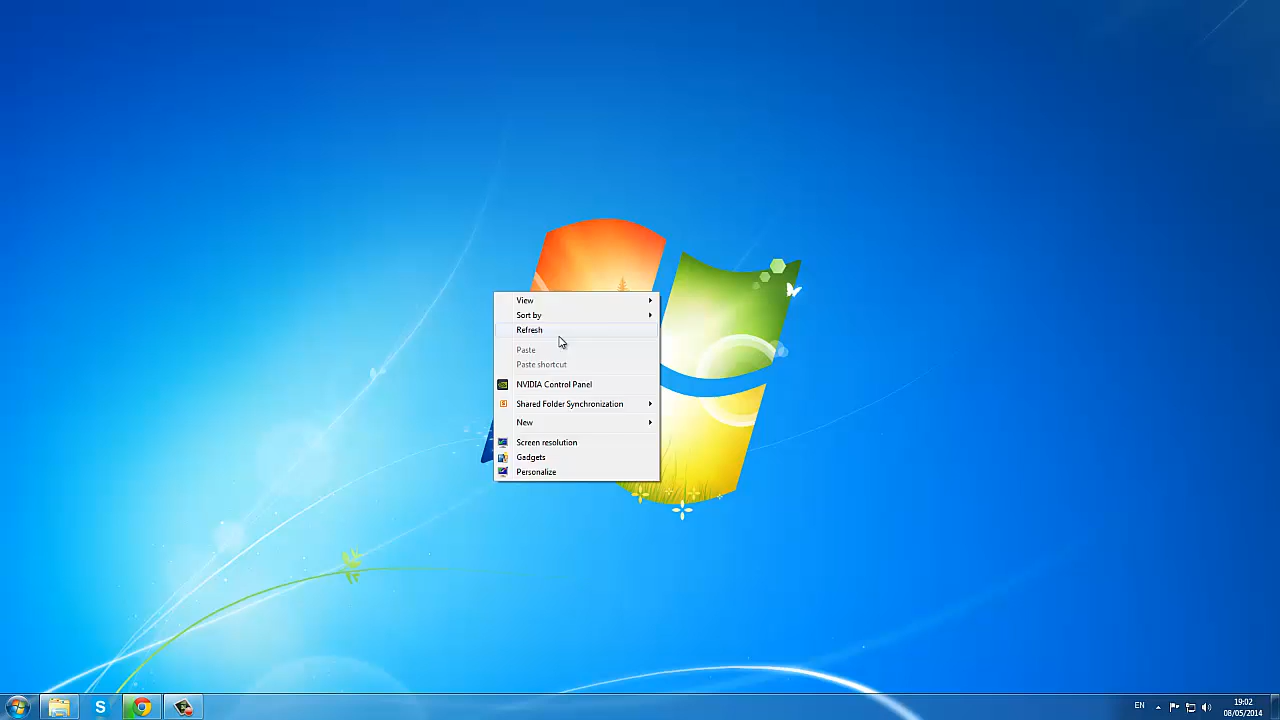 View
Sort by
Refresh
Paste
Paste shortcut
NVIDIA Control Panel
Shared Folder Synchronization
New
Screen resolution
Gadgets
Personalize
S
EN
19:02
08/05/2014